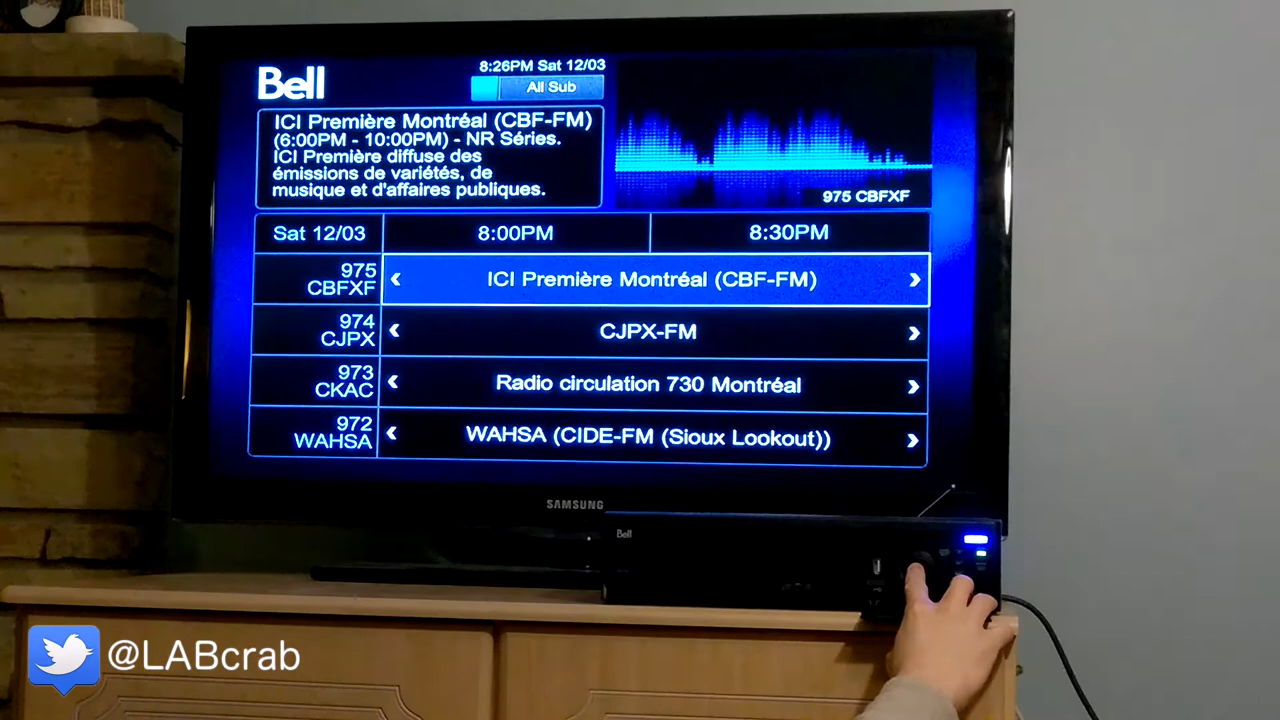 Bell
8:26PM Sat 12/03
All Sub
ICI Première Montréal (CBF-FM)
(6:00PM - 10:00PM) - NR Séries.
ICI Première diffuse des
émissions de variétés, de
musique et d'affaires publiques.
975 CBFXF
Sat 12/03
8:00PM
8:30PM
975
CBFXF
ICI Première Montréal (CBF-FM)
974
CJPX
CJPX-FM
973
CKAC
Radio circulation 730 Montréal
972
WAHSA
WAHSA (CIDE-FM (Sioux Lookout))
SAMSUNG
Bell
@LABcrab